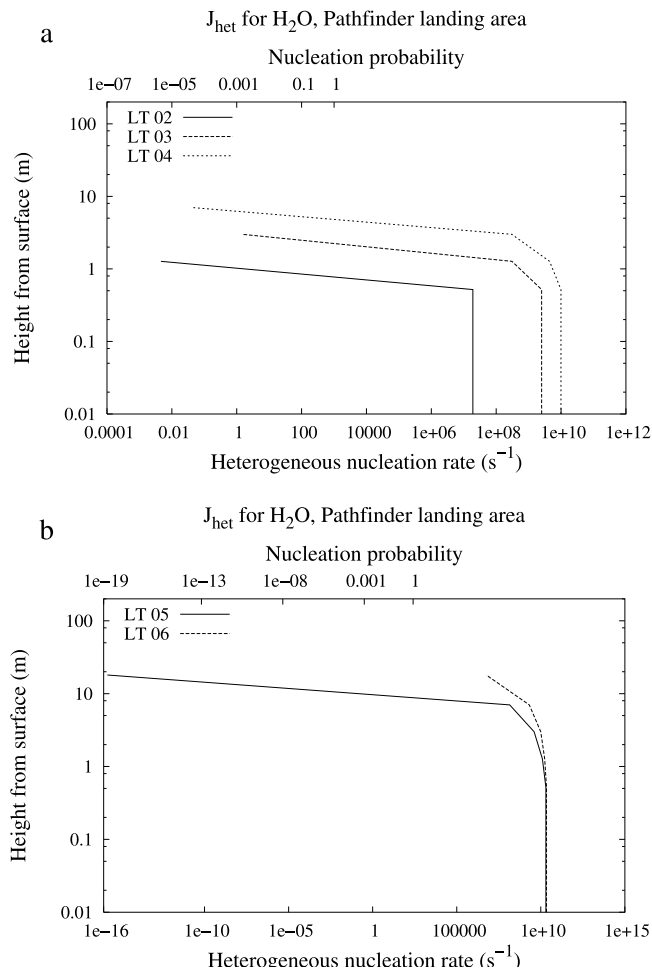 a
J_het for H₂O, Pathfinder landing area
Nucleation probability
1e−07 1e−05 0.001 0.1 1
LT 02
LT 03
LT 04
100
10
1
0.1
0.01
Height from surface (m)
0.0001 0.01 1 100 10000 1e+06 1e+08 1e+10 1e+12
Heterogeneous nucleation rate (s⁻¹)
b
J_het for H₂O, Pathfinder landing area
Nucleation probability
1e−19 1e−13 1e−08 0.001 1
LT 05
LT 06
100
10
1
0.1
0.01
Height from surface (m)
1e−16 1e−10 1e−05 1 100000 1e+10 1e+15
Heterogeneous nucleation rate (s⁻¹)